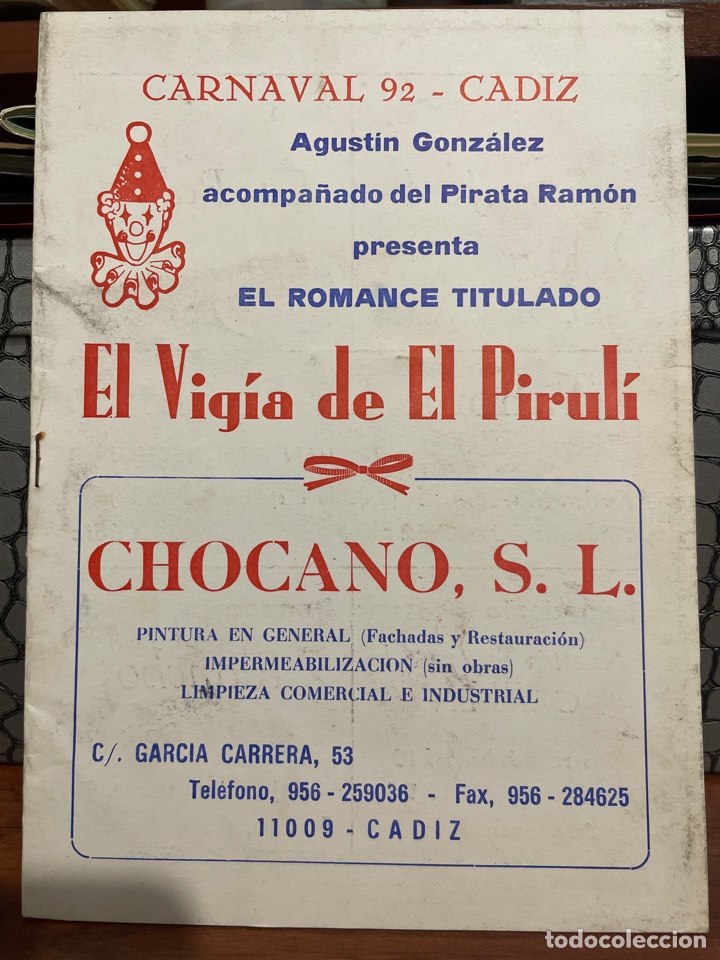 CARNAVAL 92 - CADIZ
Agustín González
acompañado del Pirata Ramón
presenta
EL ROMANCE TITULADO
El Vigía de El Pirulí
CHOCANO, S. L.
PINTURA EN GENERAL (Fachadas y Restauración)
IMPERMEABILIZACION (sin obras)
LIMPIEZA COMERCIAL E INDUSTRIAL
C/. GARCIA CARRERA, 53
Teléfono, 956 - 259036 - Fax, 956 - 284625
11009 - CADIZ
todocoleccion